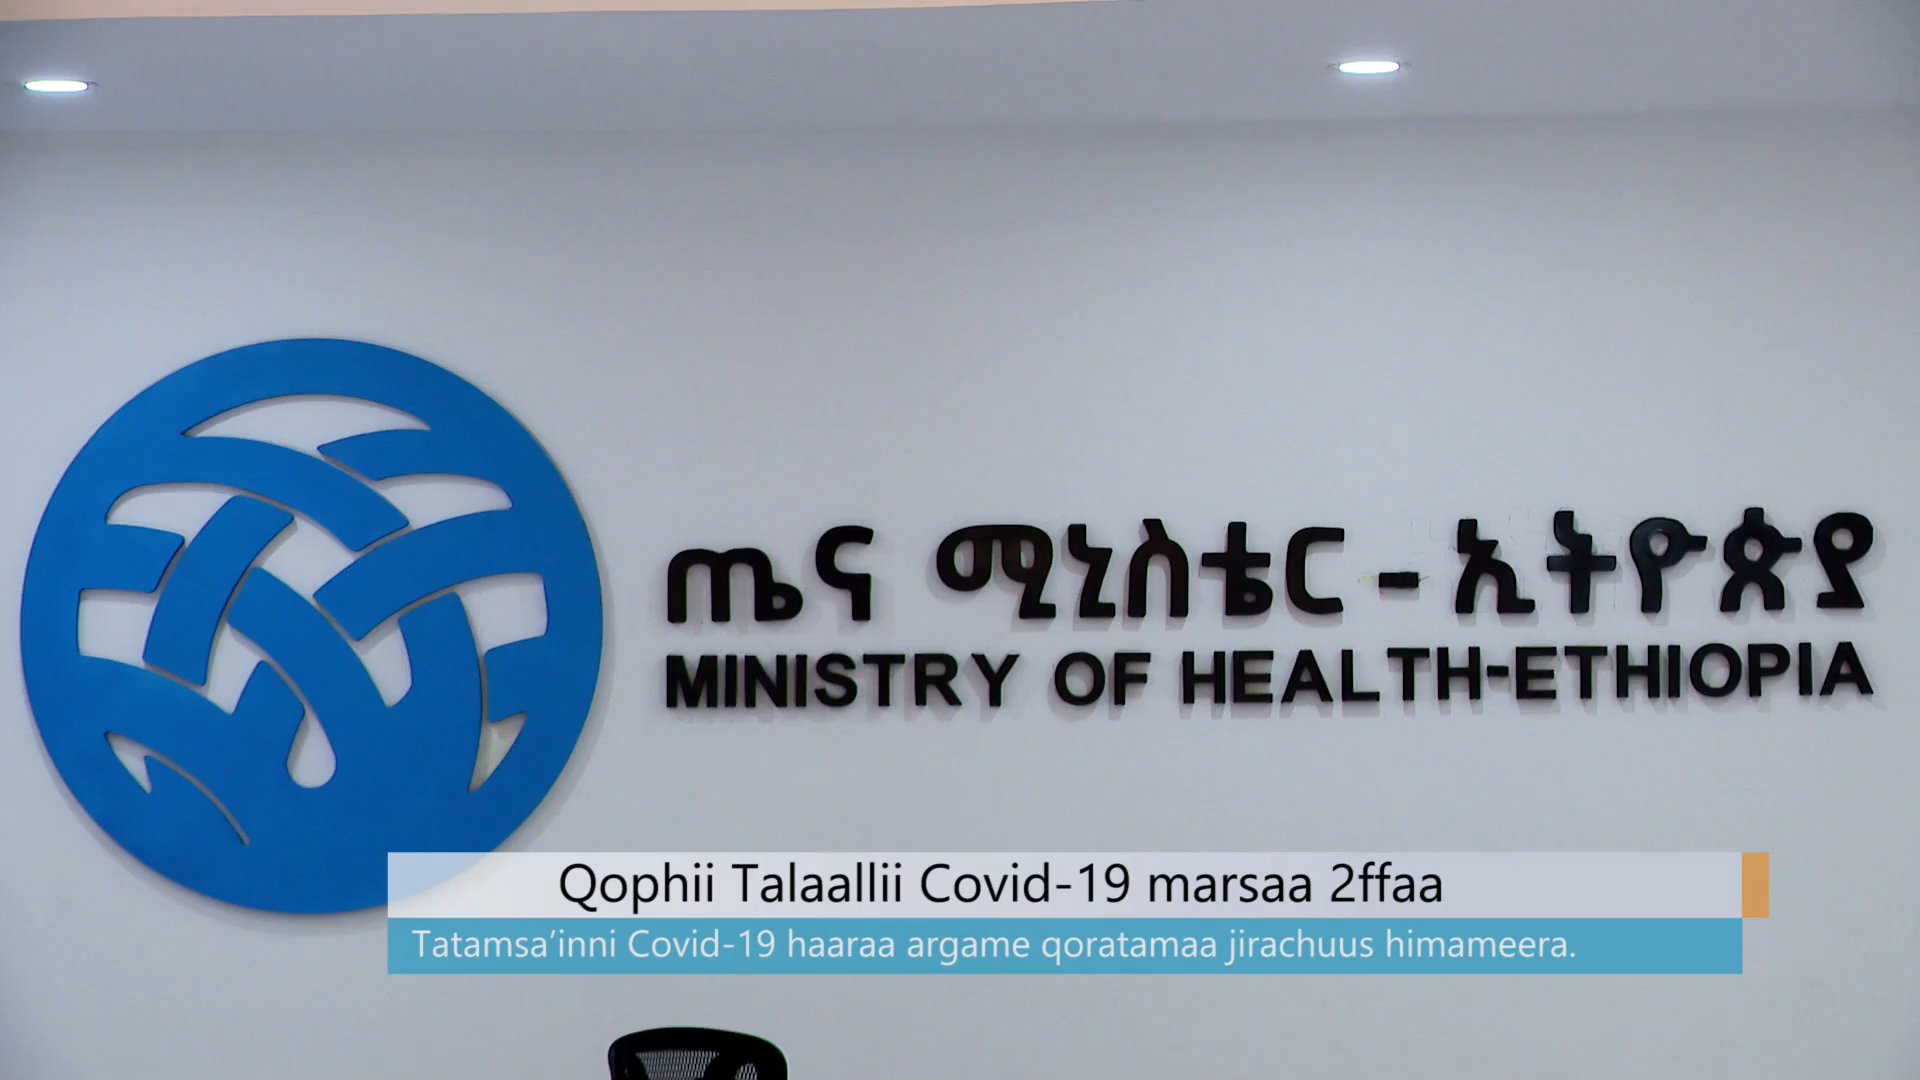 ጤና ሚኒስቴር - ኢትዮጵያ
MINISTRY OF HEALTH-ETHIOPIA
Qophii Talaallii Covid-19 marsaa 2ffaa
Tatamsa’inni Covid-19 haaraa argame qoratamaa jirachuus himameera.